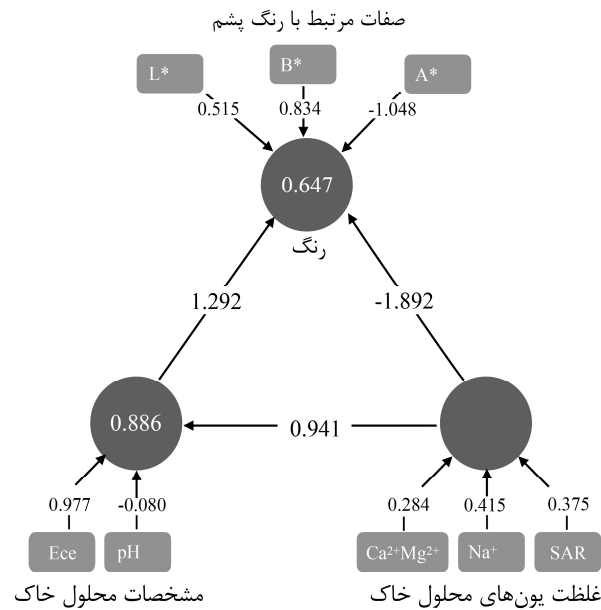 صفات مرتبط با رنگ پشم
L*
B*
A*
0.515
0.834
-1.048
0.647
رنگ
1.292
-1.892
0.886
0.941
0.977
-0.080
0.284
0.415
0.375
Ece
pH
Ca²⁺Mg²⁺
Na⁺
SAR
مشخصات محلول خاک
غلظت یون‌های محلول خاک